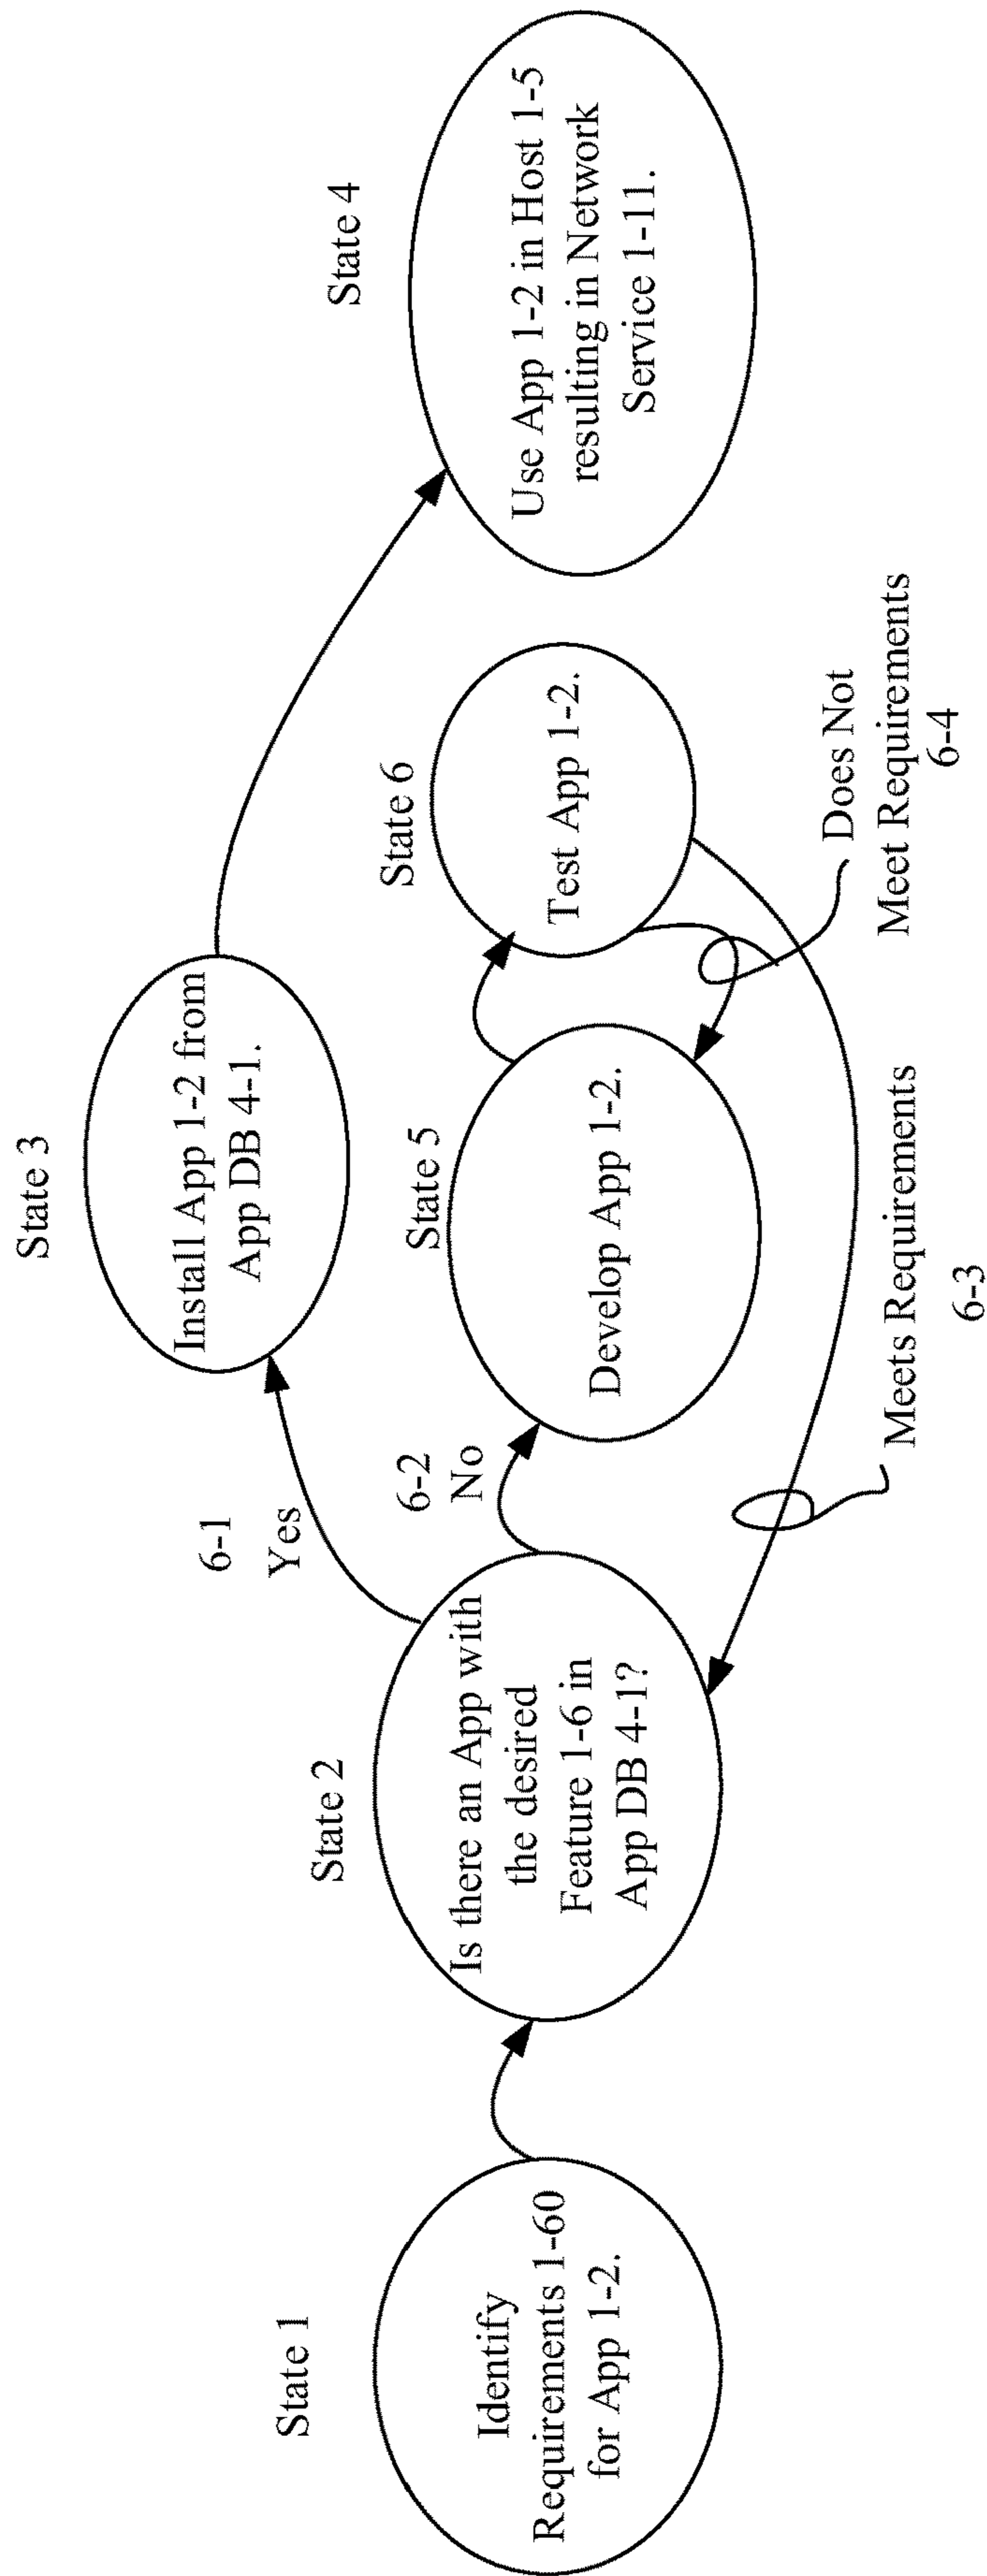 State 1
Identify
Requirements 1-60
for App 1-2.
State 2
Is there an App with
the desired
Feature 1-6 in
App DB 4-1?
6-1
Yes
6-2
No
State 3
Install App 1-2 from
App DB 4-1.
State 5
Develop App 1-2.
State 6
Test App 1-2.
Meets Requirements
6-3
Does Not
Meet Requirements
6-4
State 4
Use App 1-2 in Host 1-5
resulting in Network
Service 1-11.